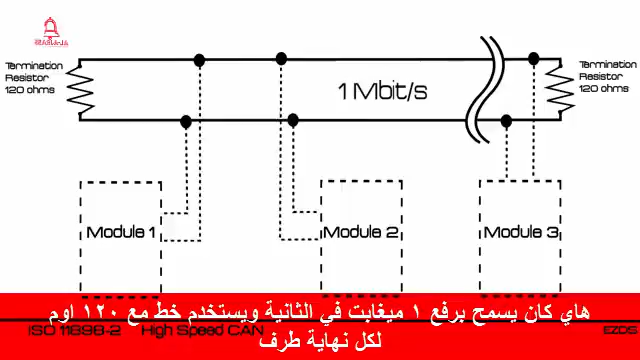 Termination
Resistor
120 ohms
1 Mbit/s
Termination
Resistor
120 ohms
Module 1
Module 2
Module 3
هاي كان يسمح برفع ١ ميغابت في الثانية ويستخدم خط مع ١٢٠ اوم
لكل نهاية طرف
ISO 11898-2 High Speed CAN